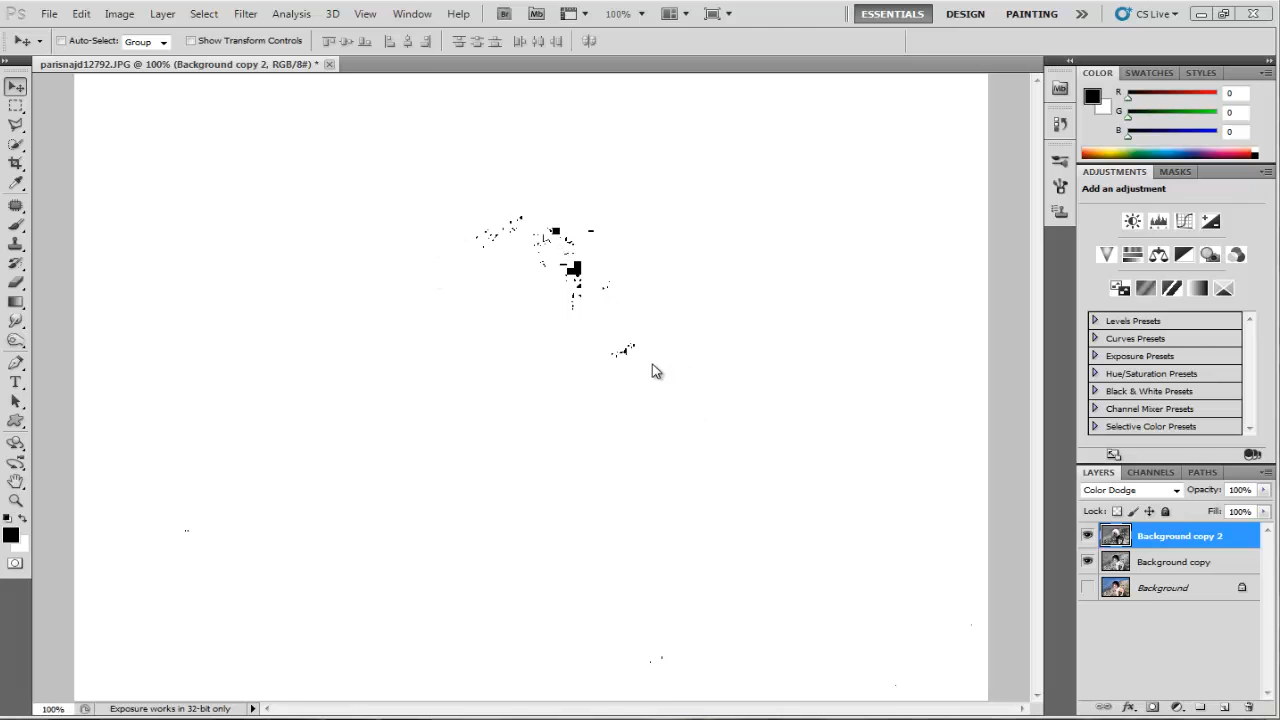 Ps File Edit Image Layer Select Filter Analysis 3D View Window Help Br Mb 100% ESSENTIALS DESIGN PAINTING CS Live
Auto-Select: Group Show Transform Controls
parisnajd12792.JPG @ 100% (Background copy 2, RGB/8#) *
COLOR SWATCHES STYLES
Mb
R 0
G 0
B 0
ADJUSTMENTS MASKS
Add an adjustment
Levels Presets
Curves Presets
Exposure Presets
Hue/Saturation Presets
Black & White Presets
Channel Mixer Presets
Selective Color Presets
LAYERS CHANNELS PATHS
Color Dodge Opacity: 100%
Lock: Fill: 100%
Background copy 2
Background copy
Background
100% Exposure works in 32-bit only